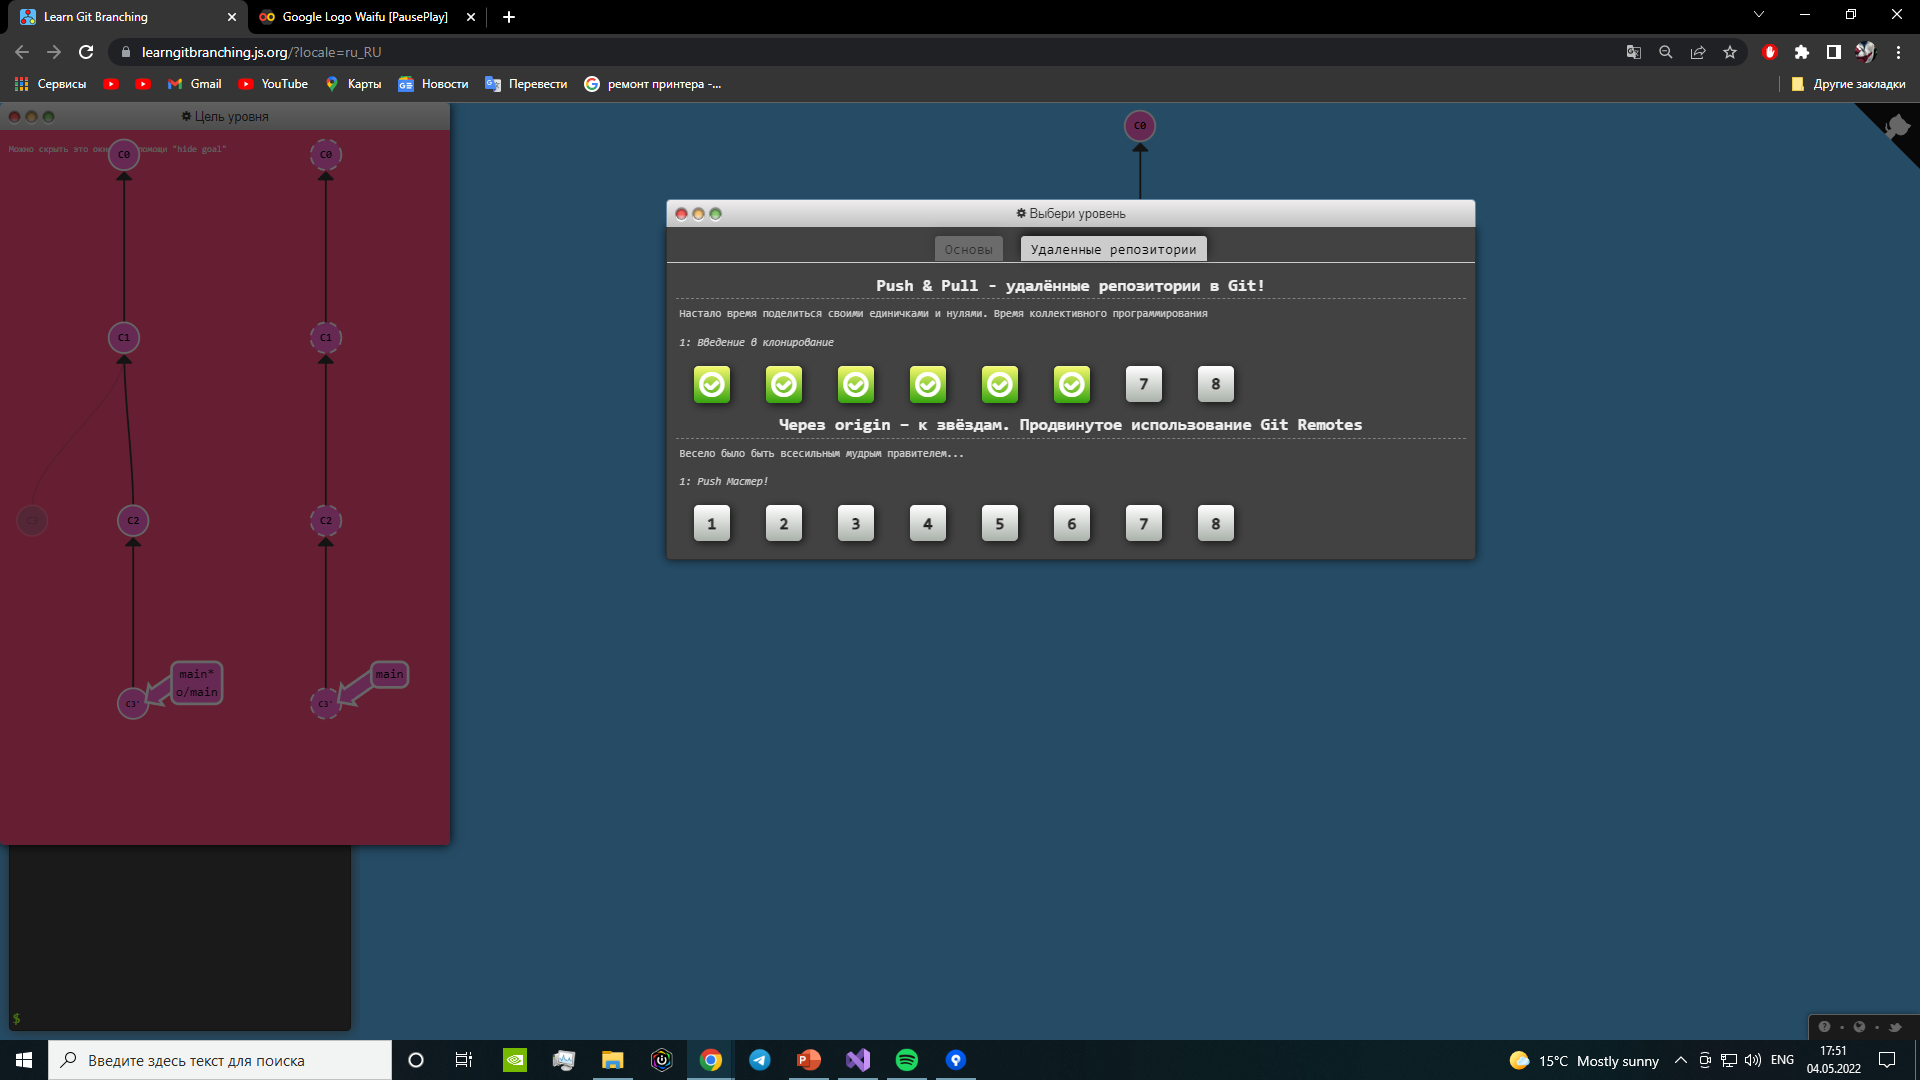 Learn Git Branching
Google Logo Waifu [PausePlay]
learngitbranching.js.org/?locale=ru_RU
Сервисы
Gmail
YouTube
Карты
Новости
Перевести
ремонт принтера -...
Другие закладки
Цель уровня
Можно скрыть это окн помощи "hide goal"
C0
C0
C1
C1
C3
C2
C2
main*
o/main
main
C3'
C3'
$
C0
Выбери уровень
Основы
Удаленные репозитории
Push & Pull - удалённые репозитории в Git!
Настало время поделиться своими единичками и нулями. Время коллективного программирования
1: Введение в клонирование
7 8
Через origin – к звёздам. Продвинутое использование Git Remotes
Весело было быть всесильным мудрым правителем...
1: Push Мастер!
1 2 3 4 5 6 7 8
Введите здесь текст для поиска
15°C Mostly sunny
ENG
17:51
04.05.2022